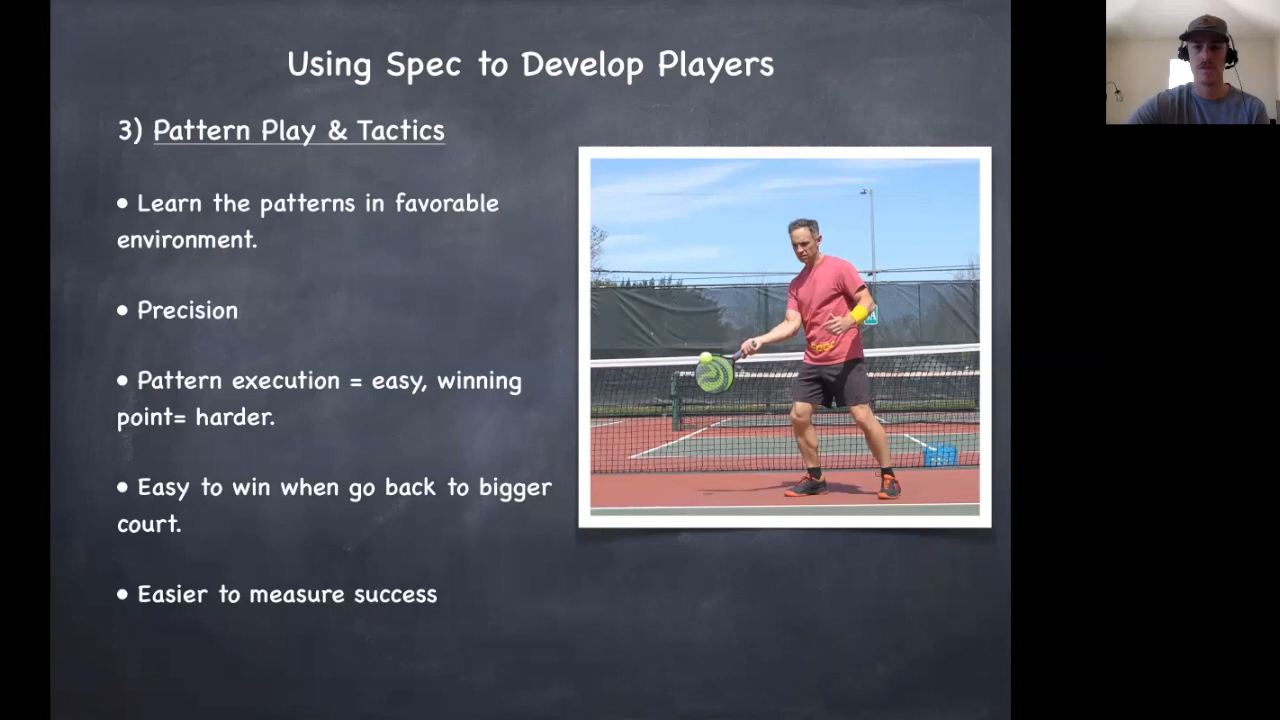 Using Spec to Develop Players
3) Pattern Play & Tactics
• Learn the patterns in favorable
environment.
• Precision
• Pattern execution = easy, winning
point= harder.
• Easy to win when go back to bigger
court.
• Easier to measure success